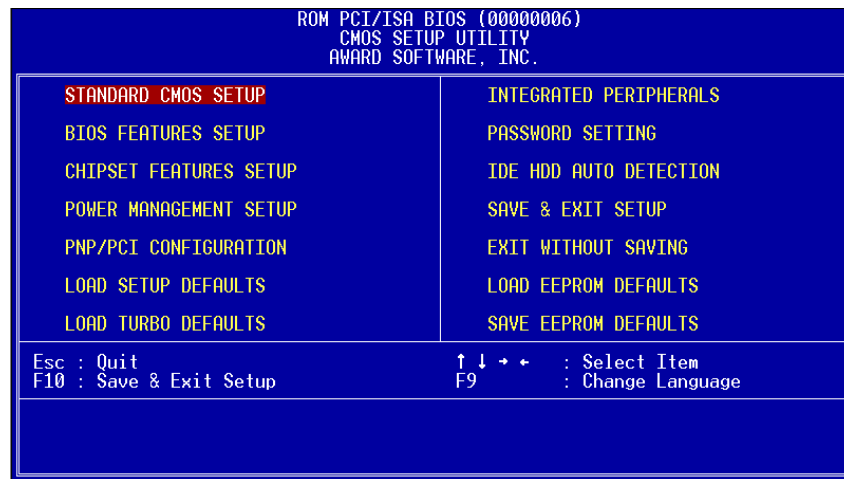 ROM PCI/ISA BIOS (00000006)
CMOS SETUP UTILITY
AWARD SOFTWARE, INC.
STANDARD CMOS SETUP
BIOS FEATURES SETUP
CHIPSET FEATURES SETUP
POWER MANAGEMENT SETUP
PNP/PCI CONFIGURATION
LOAD SETUP DEFAULTS
LOAD TURBO DEFAULTS
INTEGRATED PERIPHERALS
PASSWORD SETTING
IDE HDD AUTO DETECTION
SAVE & EXIT SETUP
EXIT WITHOUT SAVING
LOAD EEPROM DEFAULTS
SAVE EEPROM DEFAULTS
Esc : Quit
F10 : Save & Exit Setup
↑ ↓ → ← : Select Item
F9 : Change Language